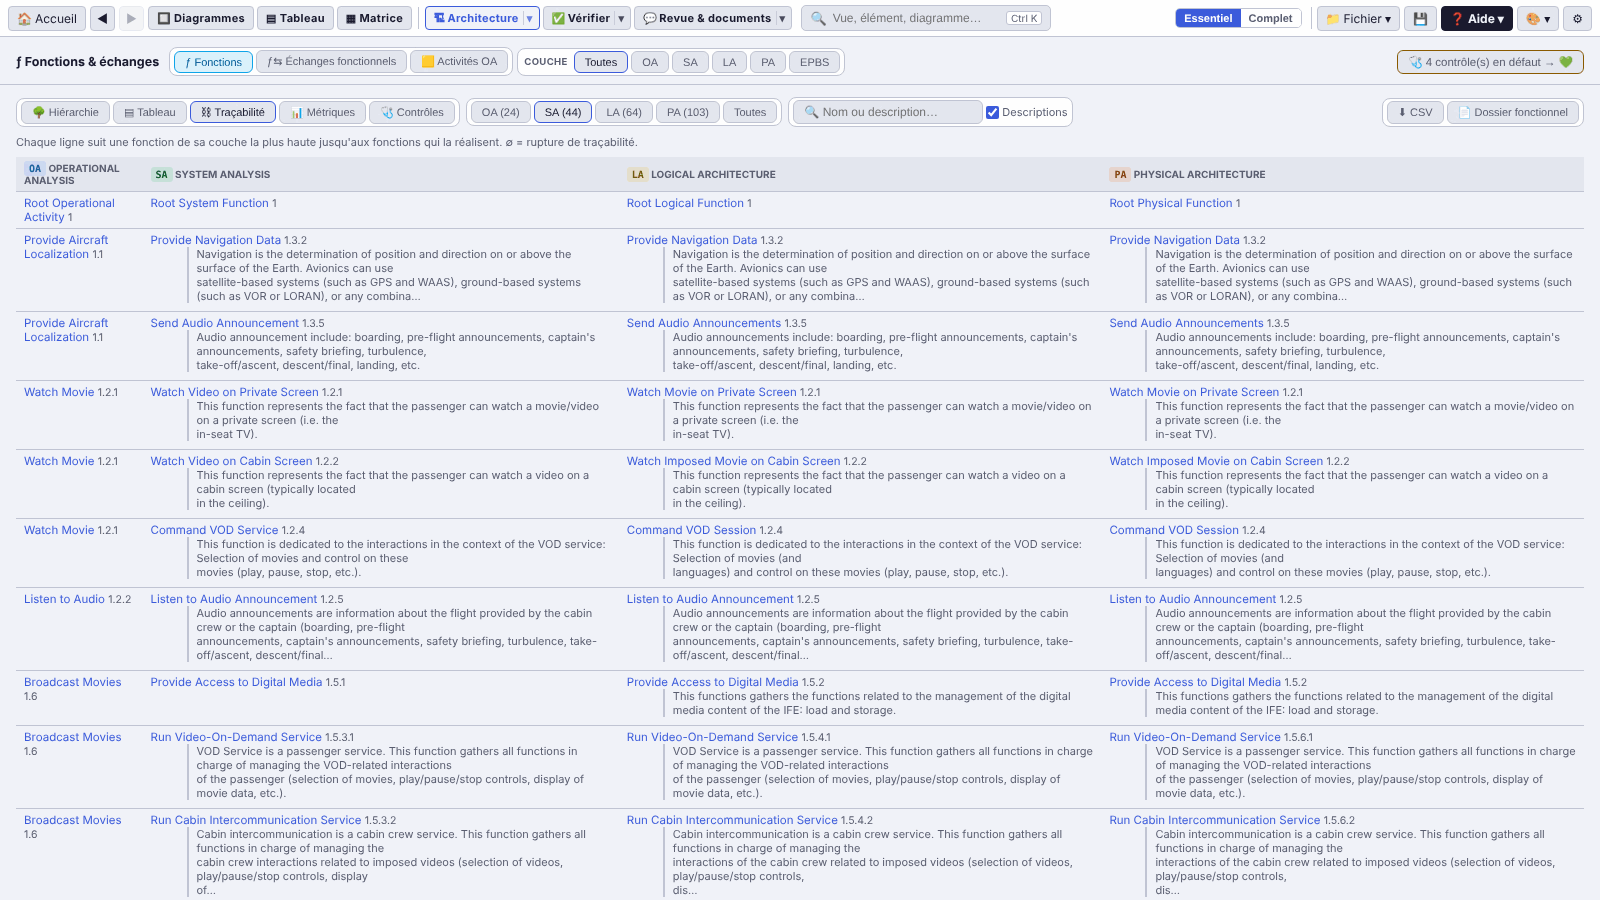 🏠 Accueil ◀ ▶ 🔲 Diagrammes ▤ Tableau ▦ Matrice 🏗 Architecture ▾ ✅ Vérifier ▾ 💬 Revue & documents ▾ 🔍 Vue, élément, diagramme… Ctrl K Essentiel Complet 📁 Fichier ▾ 💾 ❓ Aide ▾ 🎨 ▾ ⚙
ƒ Fonctions & échanges ƒ Fonctions ƒ⇆ Échanges fonctionnels 🟨 Activités OA COUCHE Toutes OA SA LA PA EPBS 🩺 4 contrôle(s) en défaut → 💚
🌳 Hiérarchie ▤ Tableau ⛓ Traçabilité 📊 Métriques 🩺 Contrôles OA (24) SA (44) LA (64) PA (103) Toutes 🔍 Nom ou description… Descriptions ⬇ CSV 📄 Dossier fonctionnel
Chaque ligne suit une fonction de sa couche la plus haute jusqu'aux fonctions qui la réalisent. ∅ = rupture de traçabilité.
OA OPERATIONAL ANALYSIS
SA SYSTEM ANALYSIS
LA LOGICAL ARCHITECTURE
PA PHYSICAL ARCHITECTURE
Root Operational
Activity 1
Root System Function 1
Root Logical Function 1
Root Physical Function 1
Provide Aircraft
Localization 1.1
Provide Navigation Data 1.3.2
Navigation is the determination of position and direction on or above the
surface of the Earth. Avionics can use
satellite-based systems (such as GPS and WAAS), ground-based systems
(such as VOR or LORAN), or any combina...
Provide Navigation Data 1.3.2
Navigation is the determination of position and direction on or above the surface
of the Earth. Avionics can use
satellite-based systems (such as GPS and WAAS), ground-based systems (such
as VOR or LORAN), or any combina...
Provide Navigation Data 1.3.2
Navigation is the determination of position and direction on or above the surface
of the Earth. Avionics can use
satellite-based systems (such as GPS and WAAS), ground-based systems (such
as VOR or LORAN), or any combina...
Provide Aircraft
Localization 1.1
Send Audio Announcement 1.3.5
Audio announcement include: boarding, pre-flight announcements, captain's
announcements, safety briefing, turbulence,
take-off/ascent, descent/final, landing, etc.
Send Audio Announcements 1.3.5
Audio announcements include: boarding, pre-flight announcements, captain's
announcements, safety briefing, turbulence,
take-off/ascent, descent/final, landing, etc.
Send Audio Announcements 1.3.5
Audio announcements include: boarding, pre-flight announcements, captain's
announcements, safety briefing, turbulence,
take-off/ascent, descent/final, landing, etc.
Watch Movie 1.2.1
Watch Video on Private Screen 1.2.1
This function represents the fact that the passenger can watch a movie/video
on a private screen (i.e. the
in-seat TV).
Watch Movie on Private Screen 1.2.1
This function represents the fact that the passenger can watch a movie/video on
a private screen (i.e. the
in-seat TV).
Watch Movie on Private Screen 1.2.1
This function represents the fact that the passenger can watch a movie/video on
a private screen (i.e. the
in-seat TV).
Watch Movie 1.2.1
Watch Video on Cabin Screen 1.2.2
This function represents the fact that the passenger can watch a video on a
cabin screen (typically located
in the ceiling).
Watch Imposed Movie on Cabin Screen 1.2.2
This function represents the fact that the passenger can watch a video on a
cabin screen (typically located
in the ceiling).
Watch Imposed Movie on Cabin Screen 1.2.2
This function represents the fact that the passenger can watch a video on a
cabin screen (typically located
in the ceiling).
Watch Movie 1.2.1
Command VOD Service 1.2.4
This function is dedicated to the interactions in the context of the VOD service:
Selection of movies and control on these
movies (play, pause, stop, etc.).
Command VOD Session 1.2.4
This function is dedicated to the interactions in the context of the VOD service:
Selection of movies (and
languages) and control on these movies (play, pause, stop, etc.).
Command VOD Session 1.2.4
This function is dedicated to the interactions in the context of the VOD service:
Selection of movies (and
languages) and control on these movies (play, pause, stop, etc.).
Listen to Audio 1.2.2
Listen to Audio Announcement 1.2.5
Audio announcements are information about the flight provided by the cabin
crew or the captain (boarding, pre-flight
announcements, captain's announcements, safety briefing, turbulence, take-
off/ascent, descent/final...
Listen to Audio Announcement 1.2.5
Audio announcements are information about the flight provided by the cabin
crew or the captain (boarding, pre-flight
announcements, captain's announcements, safety briefing, turbulence, take-
off/ascent, descent/final...
Listen to Audio Announcement 1.2.5
Audio announcements are information about the flight provided by the cabin
crew or the captain (boarding, pre-flight
announcements, captain's announcements, safety briefing, turbulence, take-
off/ascent, descent/final...
Broadcast Movies
1.6
Provide Access to Digital Media 1.5.1
Provide Access to Digital Media 1.5.2
This functions gathers the functions related to the management of the digital
media content of the IFE: load and storage.
Provide Access to Digital Media 1.5.2
This functions gathers the functions related to the management of the digital
media content of the IFE: load and storage.
Broadcast Movies
1.6
Run Video-On-Demand Service 1.5.3.1
VOD Service is a passenger service. This function gathers all functions in
charge of managing the VOD-related interactions
of the passenger (selection of movies, play/pause/stop controls, display of
movie data, etc.).
Run Video-On-Demand Service 1.5.4.1
VOD Service is a passenger service. This function gathers all functions in charge
of managing the VOD-related interactions
of the passenger (selection of movies, play/pause/stop controls, display of
movie data, etc.).
Run Video-On-Demand Service 1.5.6.1
VOD Service is a passenger service. This function gathers all functions in charge
of managing the VOD-related interactions
of the passenger (selection of movies, play/pause/stop controls, display of
movie data, etc.).
Broadcast Movies
1.6
Run Cabin Intercommunication Service 1.5.3.2
Cabin intercommunication is a cabin crew service. This function gathers all
functions in charge of managing the
cabin crew interactions related to imposed videos (selection of videos,
play/pause/stop controls, display
of...
Run Cabin Intercommunication Service 1.5.4.2
Cabin intercommunication is a cabin crew service. This function gathers all
functions in charge of managing the
interactions of the cabin crew related to imposed videos (selection of videos,
play/pause/stop controls,
dis...
Run Cabin Intercommunication Service 1.5.6.2
Cabin intercommunication is a cabin crew service. This function gathers all
functions in charge of managing the
interactions of the cabin crew related to imposed videos (selection of videos,
play/pause/stop controls,
dis...